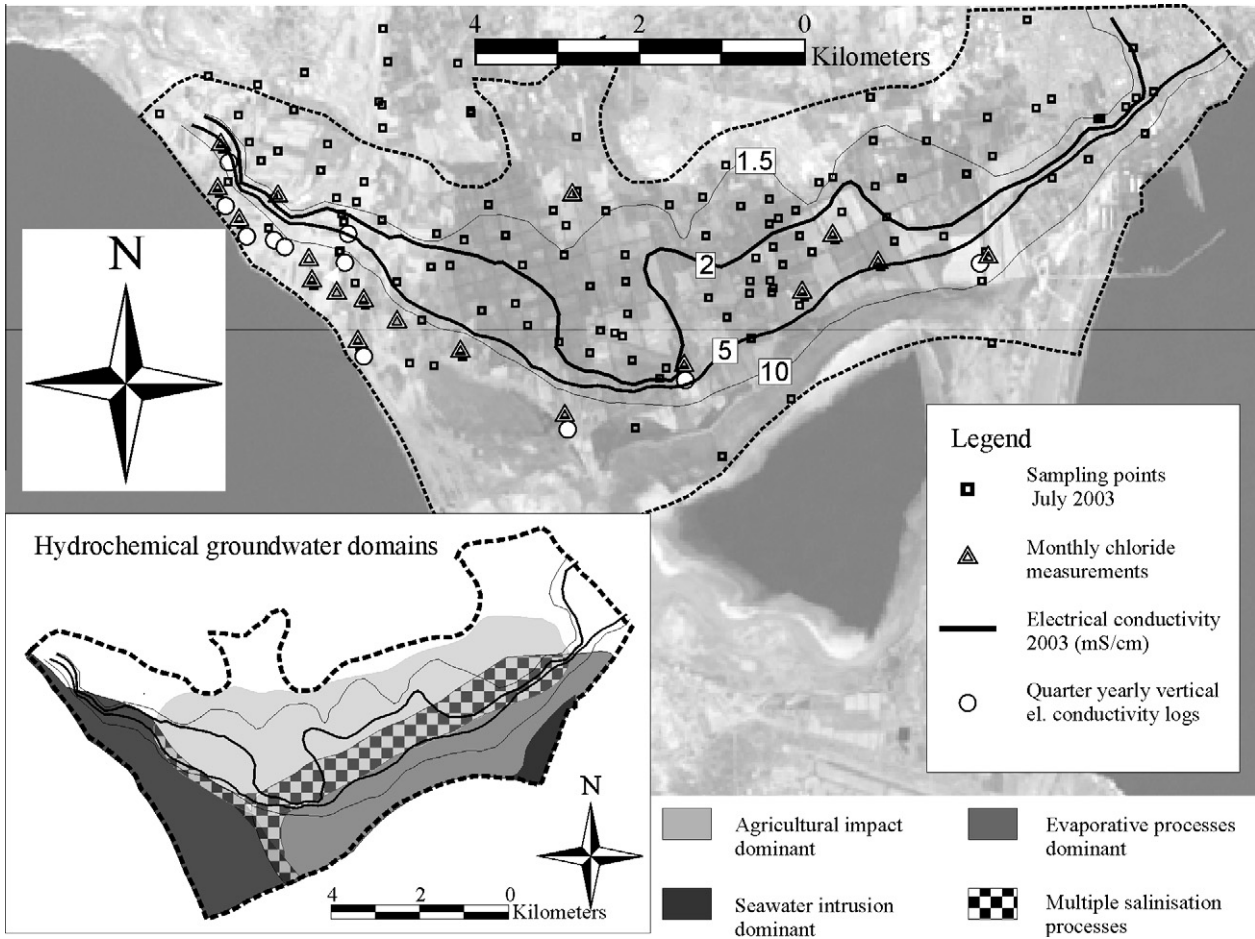 4 2 0
Kilometers
1.5
2
5
10
N
Legend
Sampling points
July 2003
Monthly chloride
measurements
Electrical conductivity
2003 (mS/cm)
Quarter yearly vertical
el. conductivity logs
Hydrochemical groundwater domains
N
4 2 0
Kilometers
Agricultural impact
dominant
Evaporative processes
dominant
Seawater intrusion
dominant
Multiple salinisation
processes